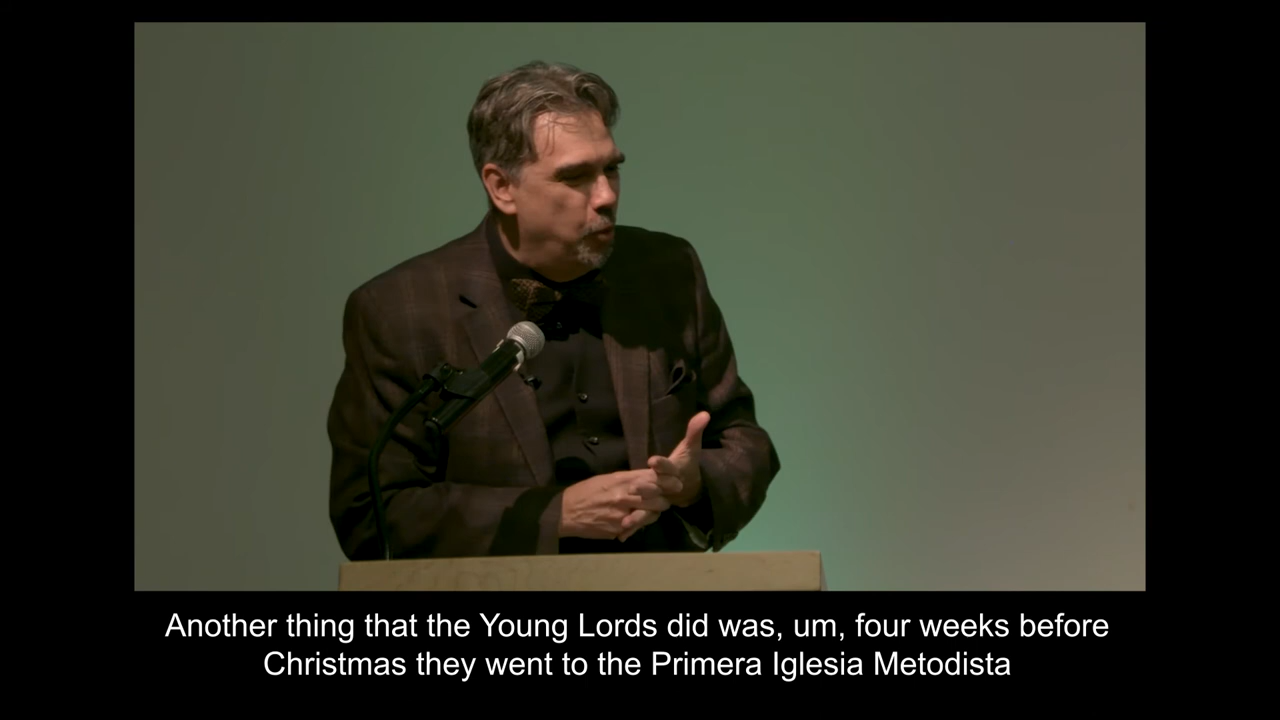 Another thing that the Young Lords did was, um, four weeks before
Christmas they went to the Primera Iglesia Metodista